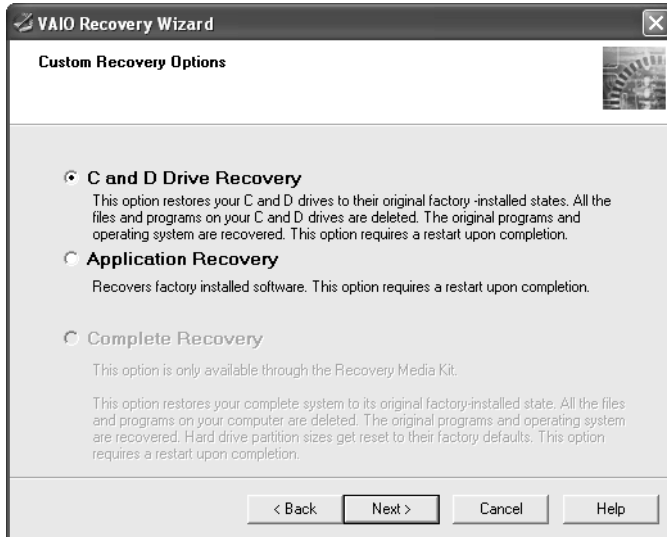 VAIO Recovery Wizard
Custom Recovery Options
C and D Drive Recovery
This option restores your C and D drives to their original factory -installed states. All the
files and programs on your C and D drives are deleted. The original programs and
operating system are recovered. This option requires a restart upon completion.
Application Recovery
Recovers factory installed software. This option requires a restart upon completion.
Complete Recovery
This option is only available through the Recovery Media Kit.
This option restores your complete system to its original factory-installed state. All the files
and programs on your computer are deleted. The original programs and operating system
are recovered. Hard drive partition sizes get reset to their factory defaults. This option
requires a restart upon completion.
< Back Next > Cancel Help